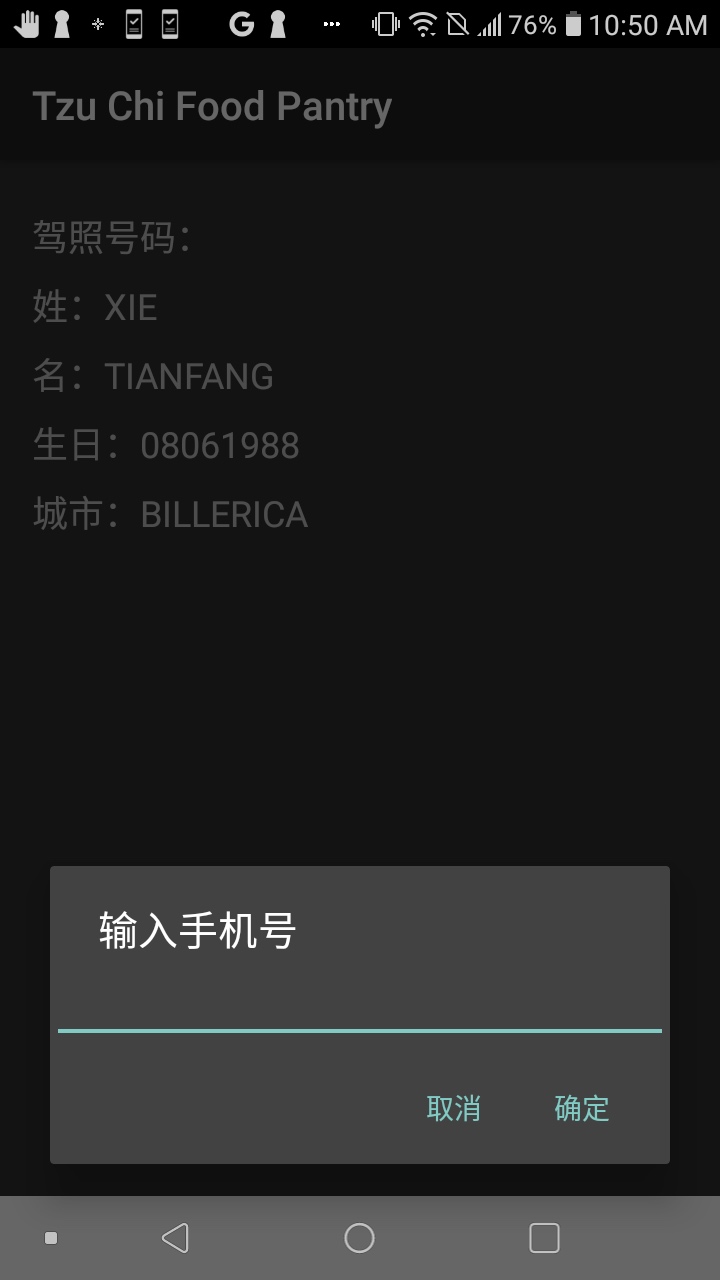 76% 10:50 AM
Tzu Chi Food Pantry
驾照号码：
姓：XIE
名：TIANFANG
生日：08061988
城市：BILLERICA
输入手机号
取消 确定